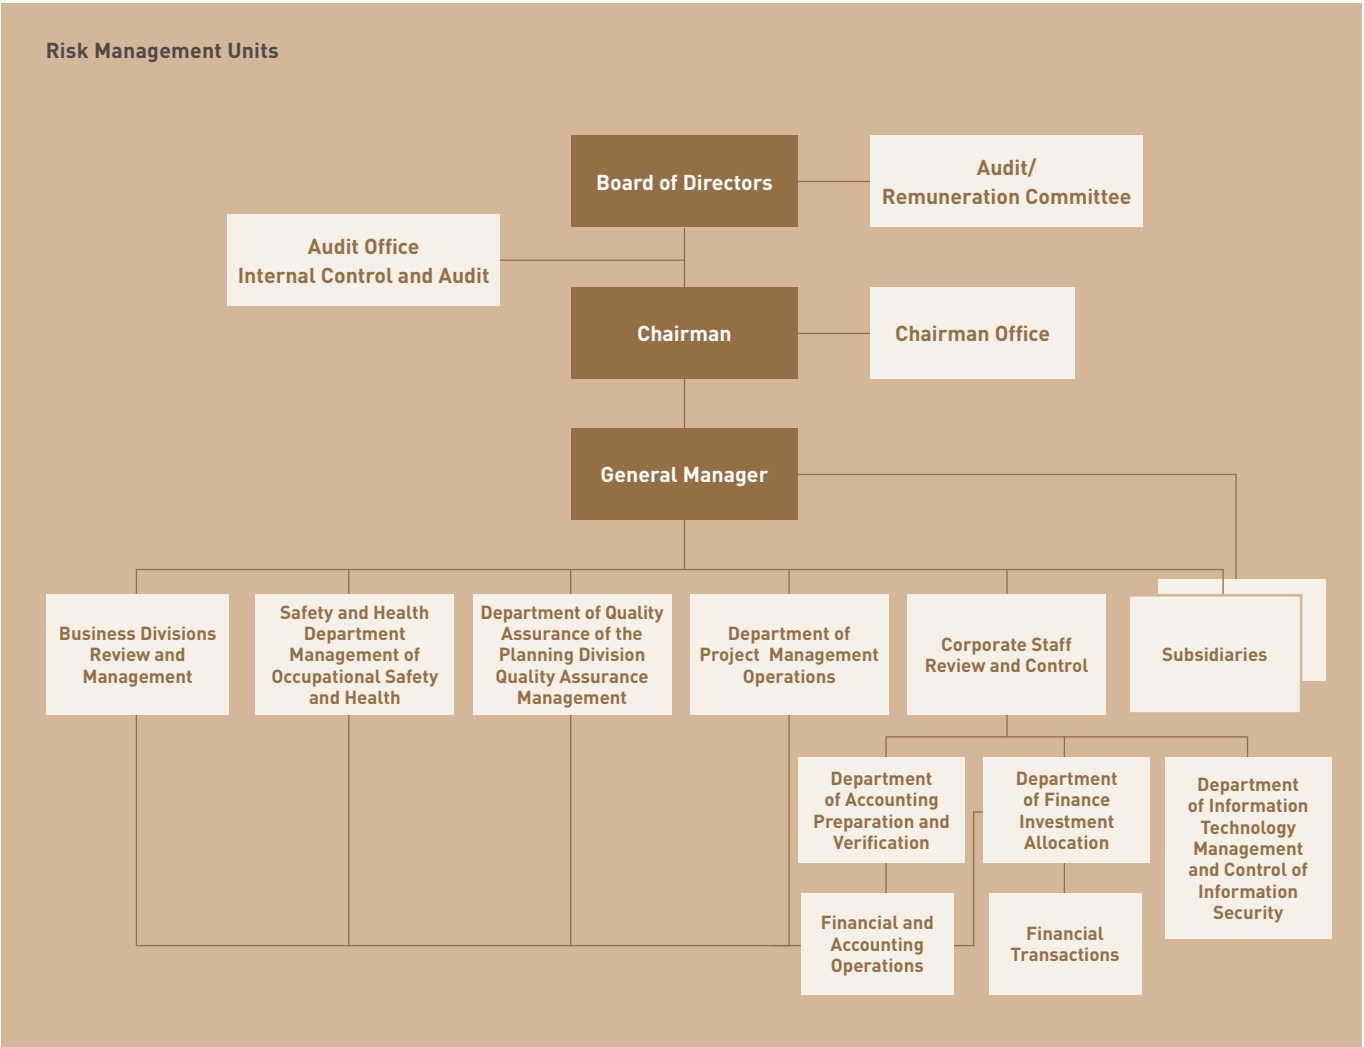 Risk Management Units
Board of Directors
Audit/
Remuneration Committee
Audit Office
Internal Control and Audit
Chairman
Chairman Office
General Manager
Business Divisions
Review and
Management
Safety and Health
Department
Management of
Occupational Safety
and Health
Department of Quality
Assurance of the
Planning Division
Quality Assurance
Management
Department of
Project Management
Operations
Corporate Staff
Review and Control
Subsidiaries
Department
of Accounting
Preparation and
Verification
Department
of Finance
Investment
Allocation
Department
of Information
Technology
Management
and Control of
Information
Security
Financial and
Accounting
Operations
Financial
Transactions